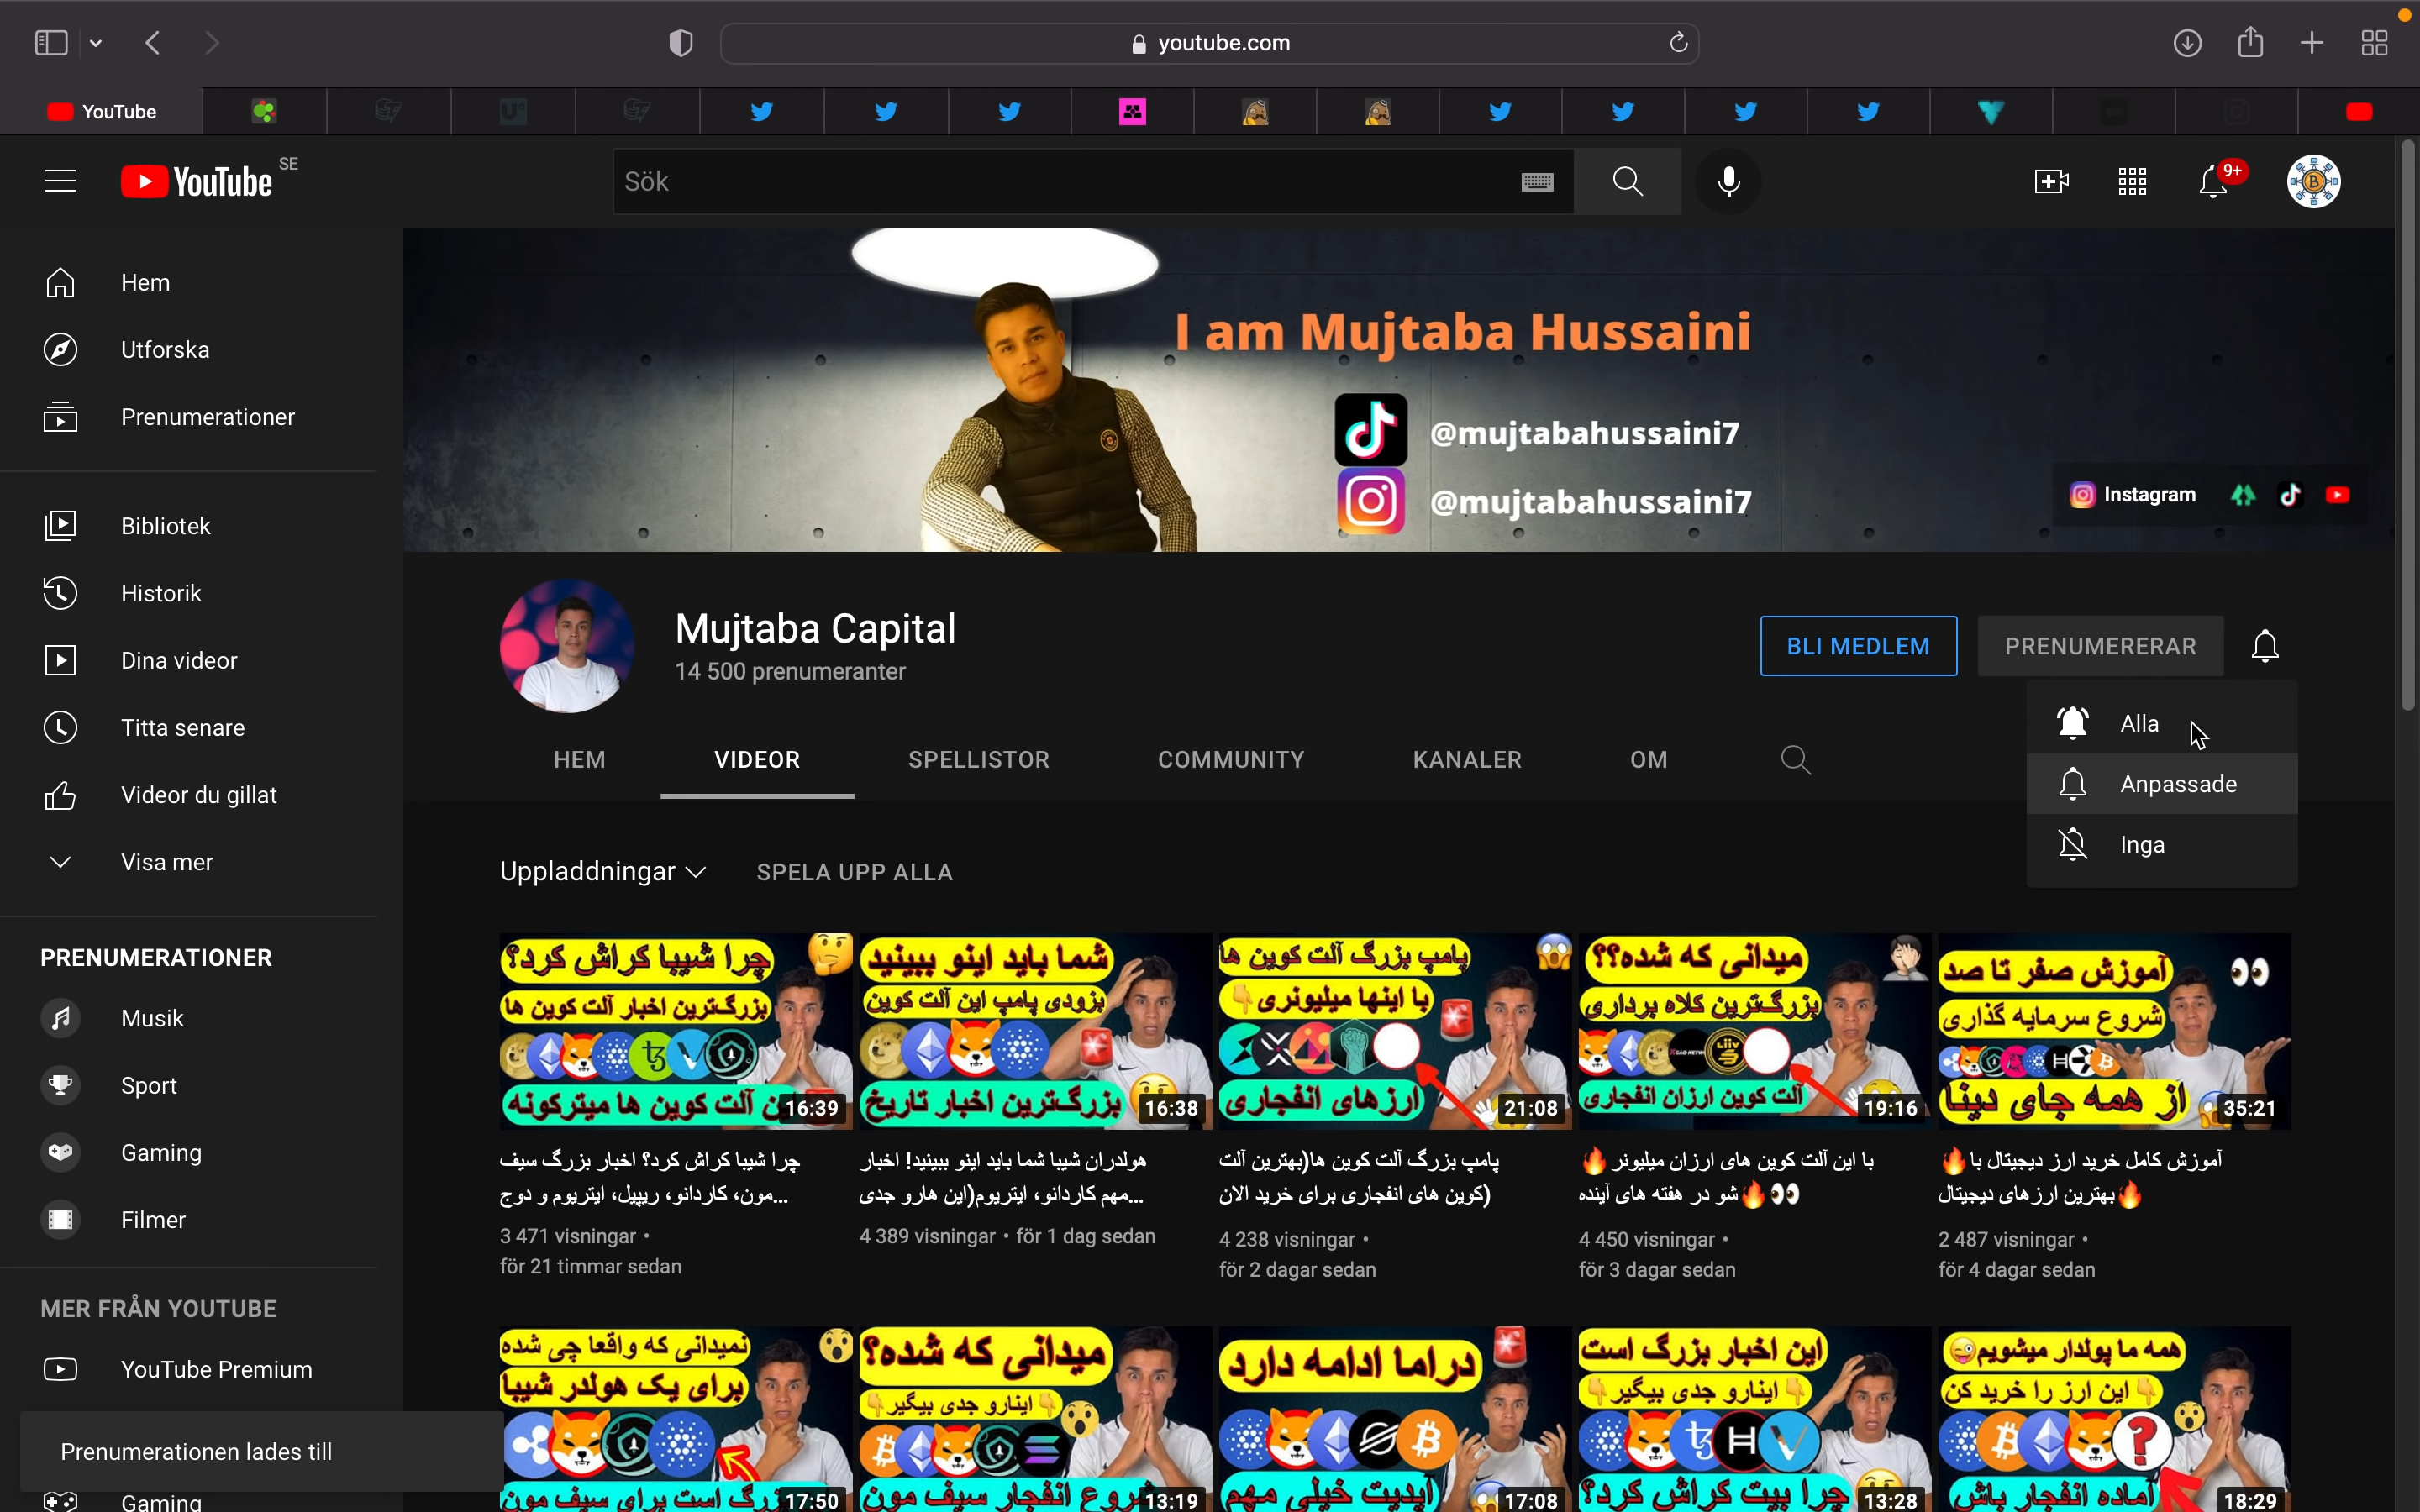 youtube.com
YouTube
YouTube SE
Sök
9+
Hem
Utforska
Prenumerationer
Bibliotek
Historik
Dina videor
Titta senare
Videor du gillat
Visa mer
PRENUMERATIONER
Musik
Sport
Gaming
Filmer
MER FRÅN YOUTUBE
YouTube Premium
Prenumerationen lades till
Gaming
I am Mujtaba Hussaini
@mujtabahussaini7
@mujtabahussaini7
Instagram
Mujtaba Capital
14 500 prenumeranter
BLI MEDLEM
PRENUMERERAR
Alla
Anpassade
Inga
HEM
VIDEOR
SPELLISTOR
COMMUNITY
KANALER
OM
Uppladdningar
SPELA UPP ALLA
چرا شیبا کراش کرد؟
بزرگترین اخبار آلت کوین ها
ن آلت کوین ها میترکونه
16:39
چرا شیبا کراش کرد؟ اخبار بزرگ سیف
مون، کاردانو، ریپیل، ایتریوم و دوج...
3 471 visningar •
för 21 timmar sedan
شما باید اینو ببینید
بزودی پامپ این آلت کوین
بزرگترین اخبار تاریخ
16:38
هولدران شیبا شما باید اینو ببینید! اخبار
مهم کاردانو، ایتریوم(این هارو جدی...
4 389 visningar • för 1 dag sedan
پامپ بزرگ آلت کوین ها
با اینها میلیونری👇
ارزهای انفجاری
21:08
پامپ بزرگ آلت کوین ها(بهترین آلت
کوین های انفجاری برای خرید الان)
4 238 visningar •
för 2 dagar sedan
میدانی که شده؟؟
بزرگترین کلاه برداری
آلت کوین ارزان انفجاری
19:16
با این آلت کوین های ارزان میلیونر🔥
شو در هفته های آینده🔥👀
4 450 visningar •
för 3 dagar sedan
آموزش صفر تا صد
شروع سرمایه گذاری
از همه جای دینا
35:21
آموزش کامل خرید ارز دیجیتال با🔥
بهترین ارزهای دیجیتال🔥
2 487 visningar •
för 4 dagar sedan
نمیدانی که واقعا چی شده
برای یک هولدر شیبا
گ است برای سیف مون
17:50
میدانی که شده؟
👇اینارو جدی بیگیر👇
وع انفجار سیف مون
13:19
دراما ادامه دارد
آپدیت خیلی مهم
17:08
این اخبار بزرگ است
👇اینارو جدی بیگیر👇
چرا بیت کراش کرد؟
13:28
همه ما پولدار میشویم😜
👇این ارز را خرید کن
آماده انفجار باش
18:29